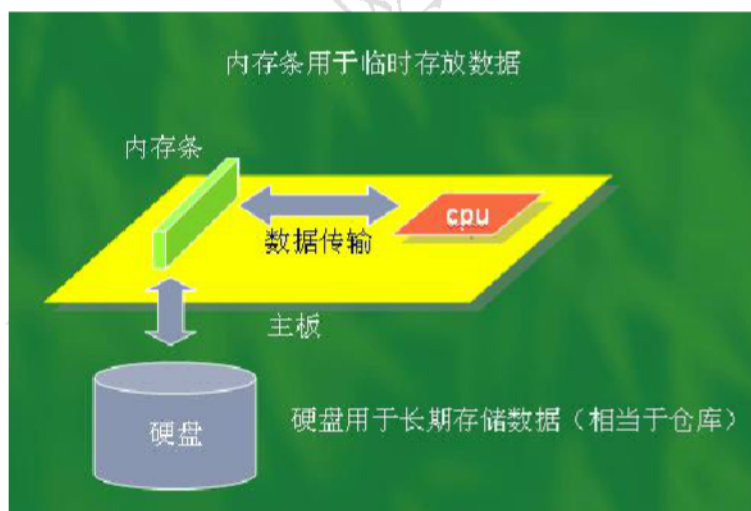 内存条用于临时存放数据
内存条
cpu
数据传输
主板
硬盘
硬盘用于长期存储数据（相当于仓库）